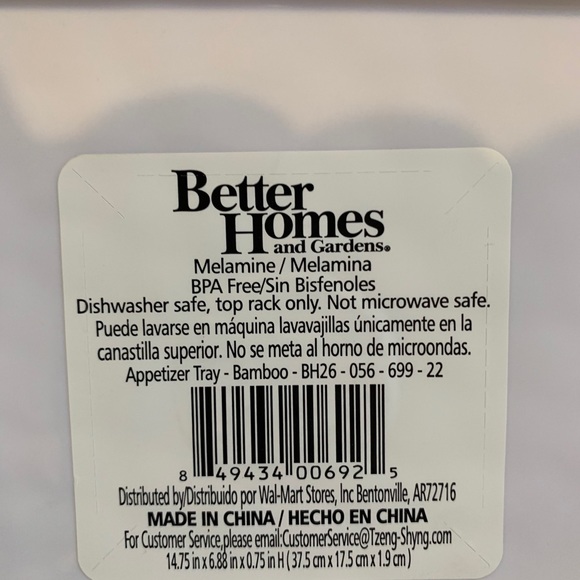 Better
Homes
and Gardens®
Melamine / Melamina
BPA Free/Sin Bisfenoles
Dishwasher safe, top rack only. Not microwave safe.
Puede lavarse en máquina lavavajillas únicamente en la
canastilla superior. No se meta al horno de microondas.
Appetizer Tray - Bamboo - BH26 - 056 - 699 - 22
8 49434 00692 5
Distributed by/Distribuido por Wal-Mart Stores, Inc Bentonville, AR72716
MADE IN CHINA / HECHO EN CHINA
For Customer Service,please email:CustomerService@Tzeng-Shyng.com
14.75 in x 6.88 in x 0.75 in H ( 37.5 cm x 17.5 cm x 1.9 cm )